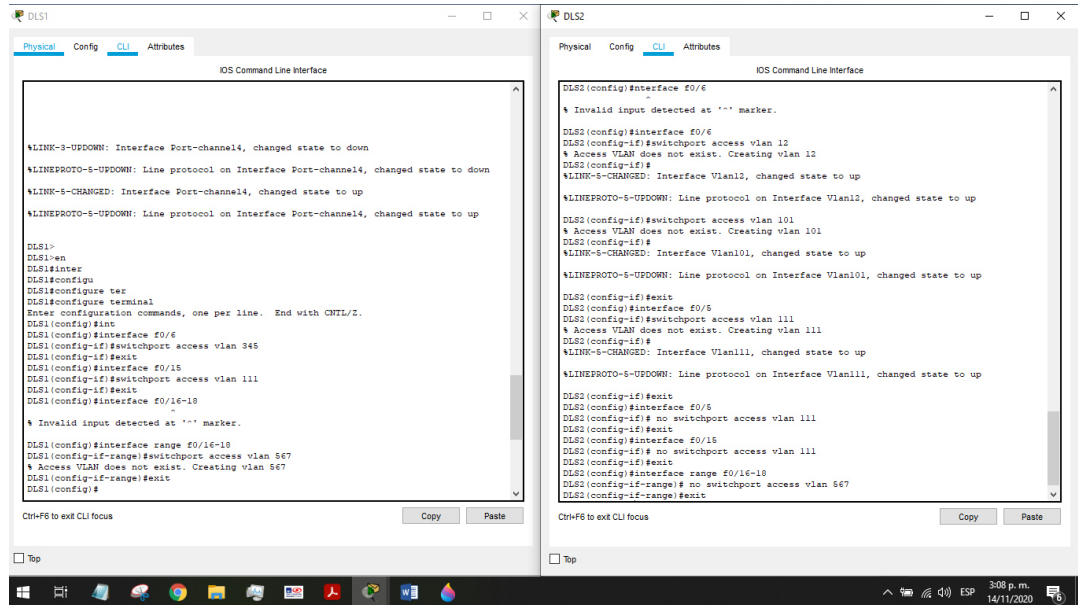 DLS1
Physical Config CLI Attributes
IOS Command Line Interface
%LINK-3-UPDOWN: Interface Port-channel4, changed state to down
%LINEPROTO-5-UPDOWN: Line protocol on Interface Port-channel4, changed state to down
%LINK-5-CHANGED: Interface Port-channel4, changed state to up
%LINEPROTO-5-UPDOWN: Line protocol on Interface Port-channel4, changed state to up
DLS1>
DLS1>en
DLS1#inter
DLS1#configu
DLS1#configure ter
DLS1#configure terminal
Enter configuration commands, one per line. End with CNTL/Z.
DLS1(config)#int
DLS1(config)#interface f0/6
DLS1(config-if)#switchport access vlan 345
DLS1(config-if)#exit
DLS1(config)#interface f0/15
DLS1(config-if)#switchport access vlan 111
DLS1(config-if)#exit
DLS1(config)#interface f0/16-18
^
% Invalid input detected at '^' marker.
DLS1(config)#interface range f0/16-18
DLS1(config-if-range)#switchport access vlan 567
% Access VLAN does not exist. Creating vlan 567
DLS1(config-if-range)#exit
DLS1(config)#
Ctrl+F6 to exit CLI focus
Copy Paste
Top
DLS2
Physical Config CLI Attributes
IOS Command Line Interface
DLS2(config)#nterface f0/6
^
% Invalid input detected at '^' marker.
DLS2(config)#interface f0/6
DLS2(config-if)#switchport access vlan 12
% Access VLAN does not exist. Creating vlan 12
DLS2(config-if)#
%LINK-5-CHANGED: Interface Vlan12, changed state to up
%LINEPROTO-5-UPDOWN: Line protocol on Interface Vlan12, changed state to up
DLS2(config-if)#switchport access vlan 101
% Access VLAN does not exist. Creating vlan 101
DLS2(config-if)#
%LINK-5-CHANGED: Interface Vlan101, changed state to up
%LINEPROTO-5-UPDOWN: Line protocol on Interface Vlan101, changed state to up
DLS2(config-if)#exit
DLS2(config)#interface f0/5
DLS2(config-if)#switchport access vlan 111
% Access VLAN does not exist. Creating vlan 111
DLS2(config-if)#
%LINK-5-CHANGED: Interface Vlan111, changed state to up
%LINEPROTO-5-UPDOWN: Line protocol on Interface Vlan111, changed state to up
DLS2(config-if)#exit
DLS2(config)#interface f0/5
DLS2(config-if)# no switchport access vlan 111
DLS2(config-if)#exit
DLS2(config)#interface f0/15
DLS2(config-if)# no switchport access vlan 111
DLS2(config-if)#exit
DLS2(config)#interface range f0/16-18
DLS2(config-if-range)# no switchport access vlan 567
DLS2(config-if-range)#exit
Ctrl+F6 to exit CLI focus
Copy Paste
Top
ESP
3:08 p. m.
14/11/2020
6